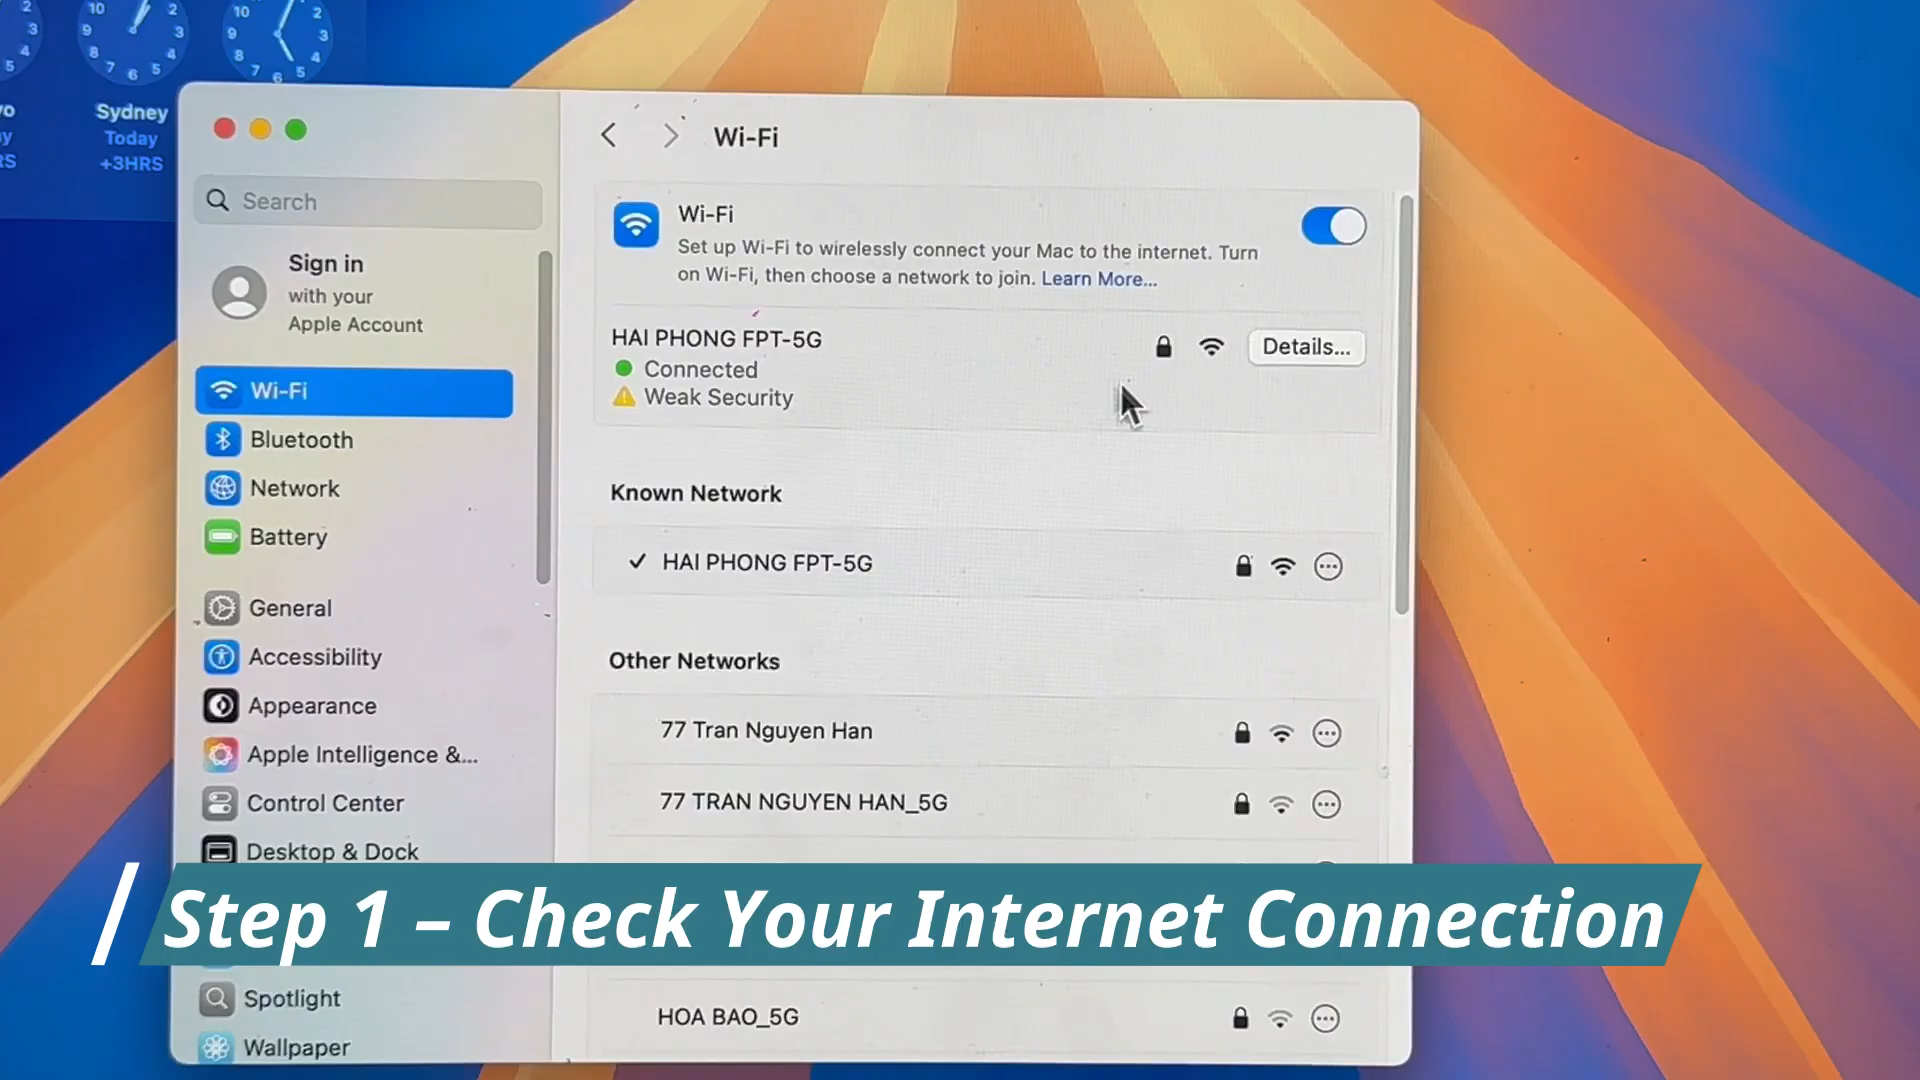 10 2
9 3
8 4
7 6 5
10 2
9 3
8 4
7 6 5
2
3
4
5
Sydney
Today
+3HRS
Search
Sign in
with your
Apple Account
Wi-Fi
Bluetooth
Network
Battery
General
Accessibility
Appearance
Apple Intelligence &...
Control Center
Desktop & Dock
Spotlight
Wallpaper
Wi-Fi
Wi-Fi
Set up Wi-Fi to wirelessly connect your Mac to the internet. Turn
on Wi-Fi, then choose a network to join. Learn More...
HAI PHONG FPT-5G
Details...
Connected
Weak Security
Known Network
HAI PHONG FPT-5G
Other Networks
77 Tran Nguyen Han
77 TRAN NGUYEN HAN_5G
HOA BAO_5G
Step 1 – Check Your Internet Connection